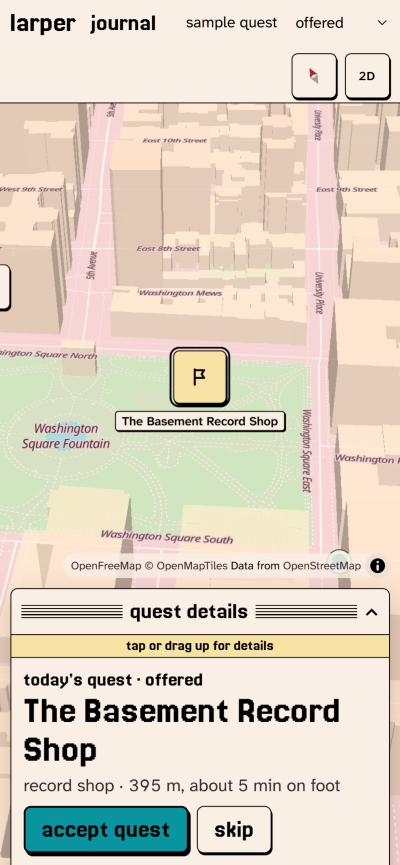 larper journal sample quest offered
2D
5th Ave
University Place
East 10th Street
West 9th Street
East 9th Street
East 8th Street
5th Avenue
University Place
Washington Mews
Washington Square North
The Basement Record Shop
Washington
Square Fountain
Washington Square East
Washington
Washington Square South
OpenFreeMap © OpenMapTiles Data from OpenStreetMap
quest details
tap or drag up for details
today's quest · offered
The Basement Record
Shop
record shop · 395 m, about 5 min on foot
accept quest skip